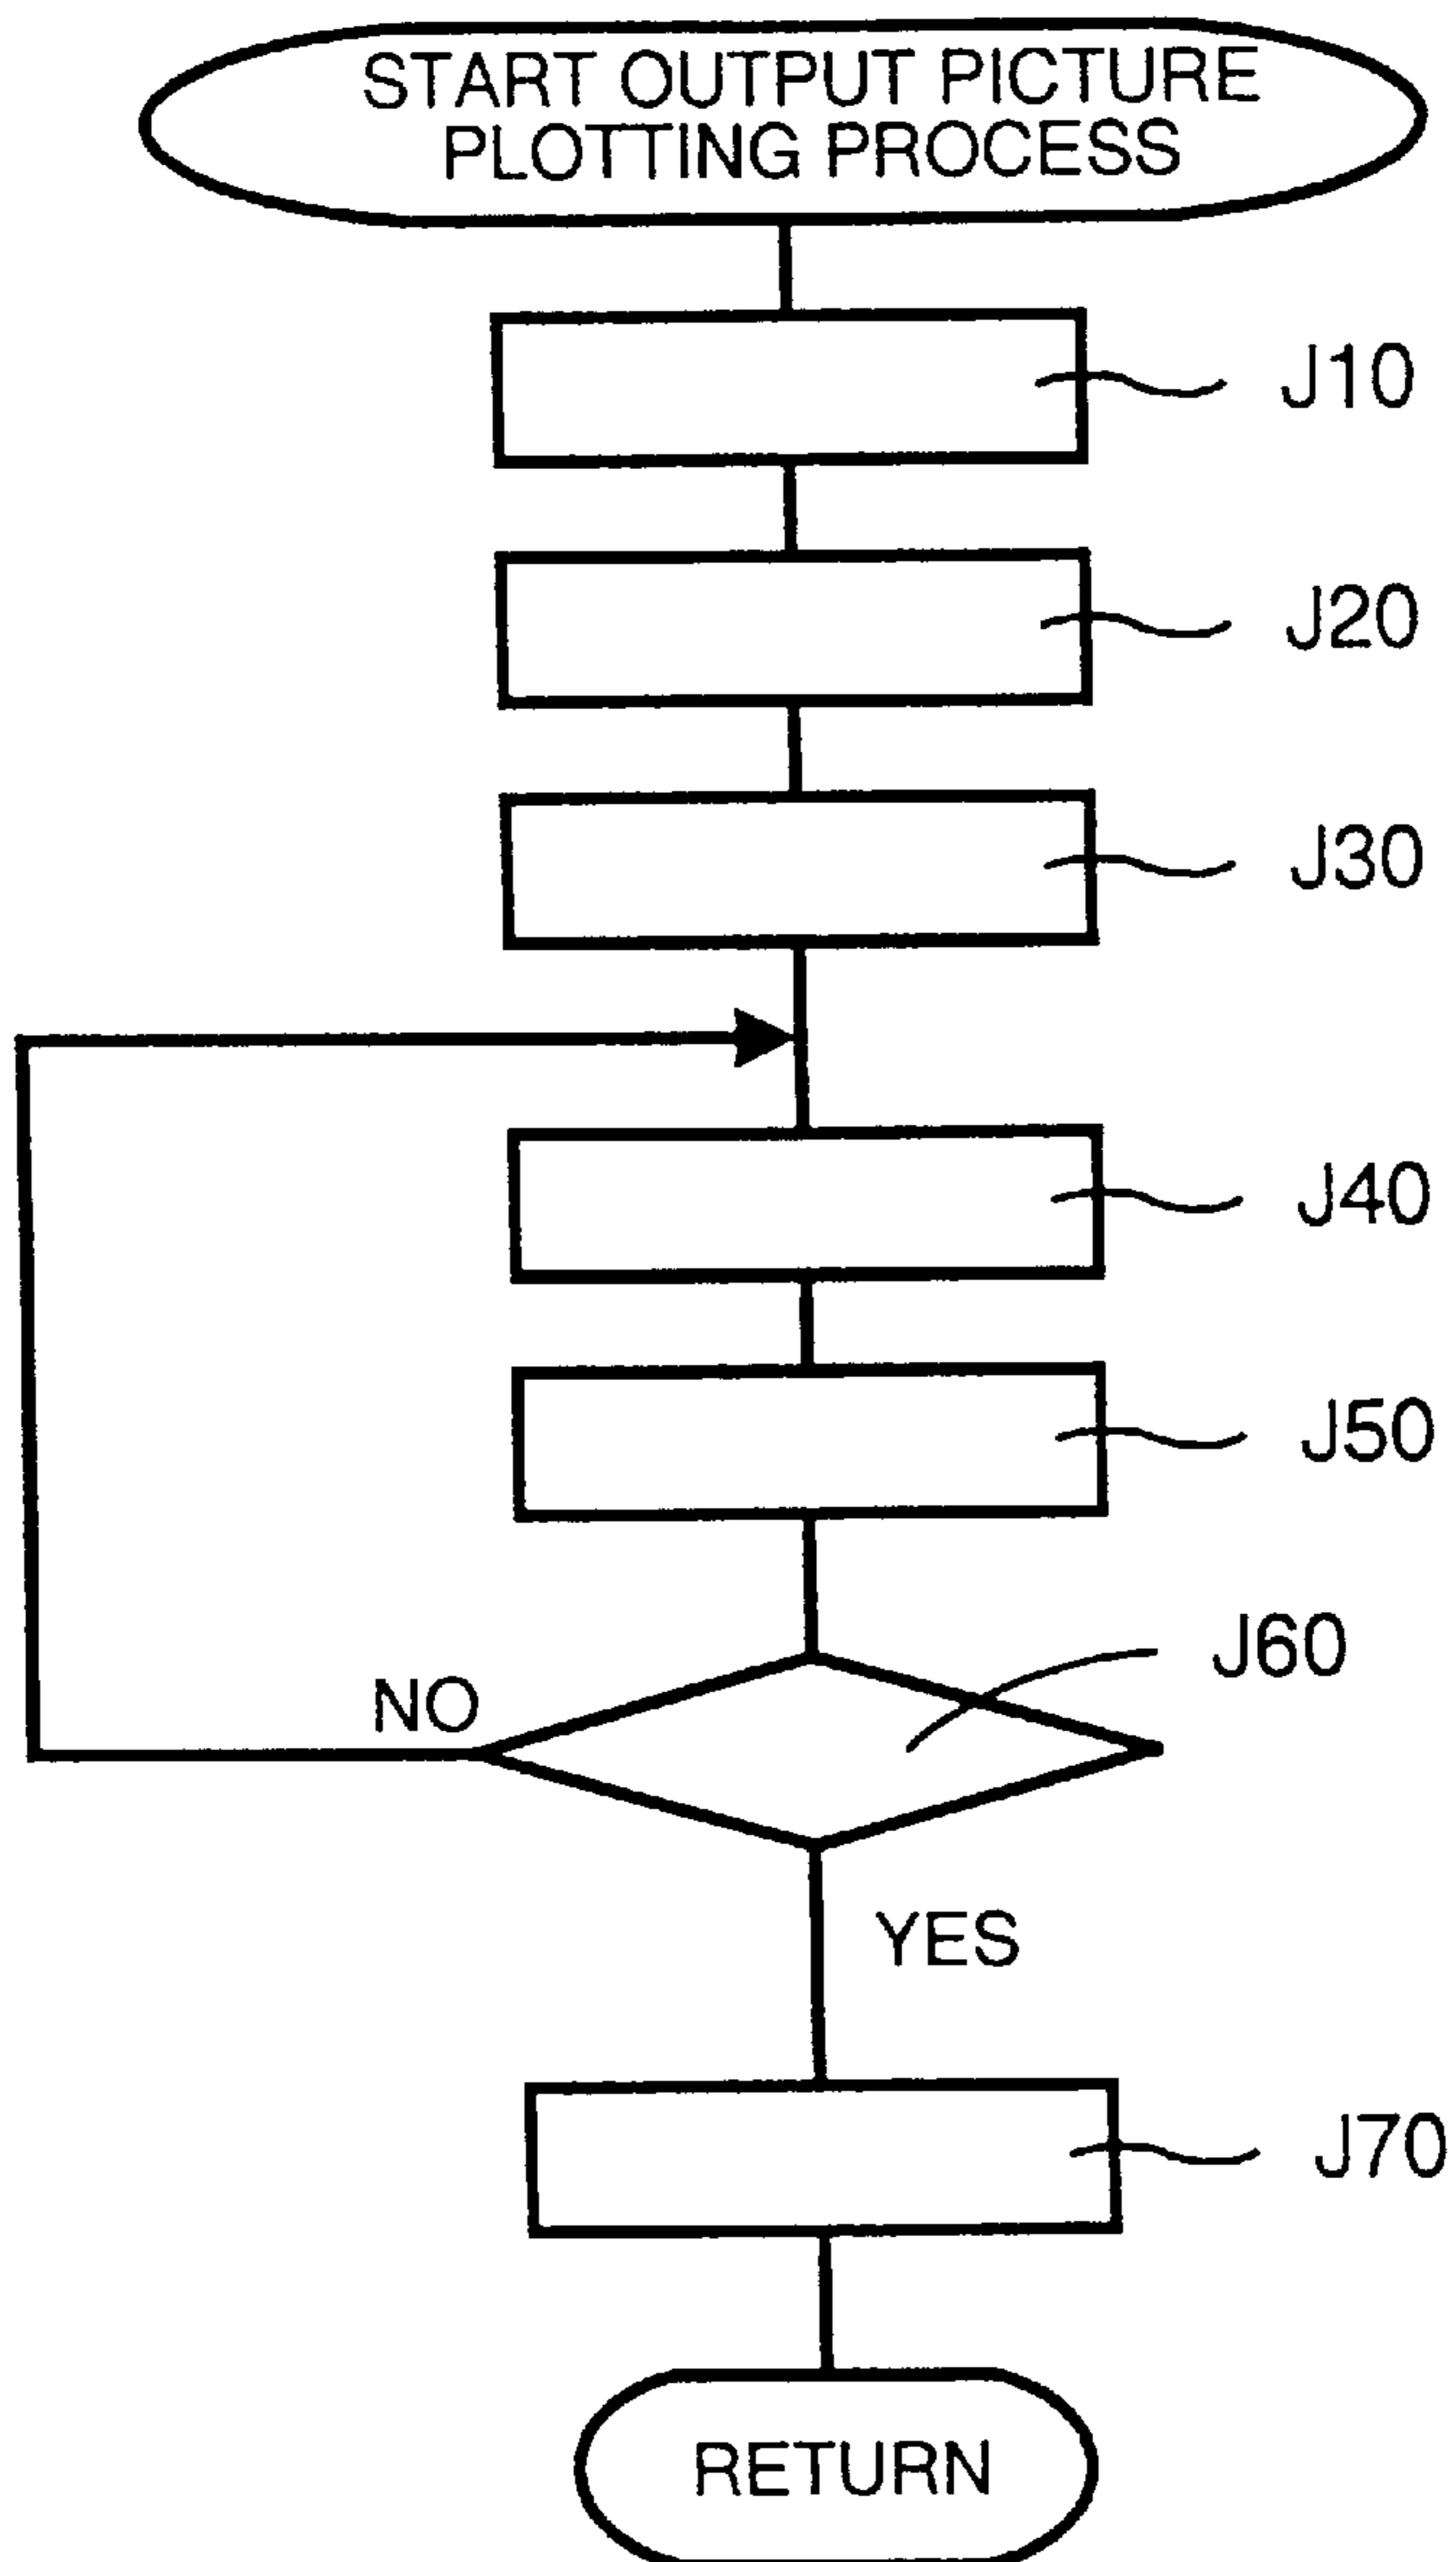 START OUTPUT PICTURE
PLOTTING PROCESS
J10
J20
J30
J40
J50
J60
NO
YES
J70
RETURN